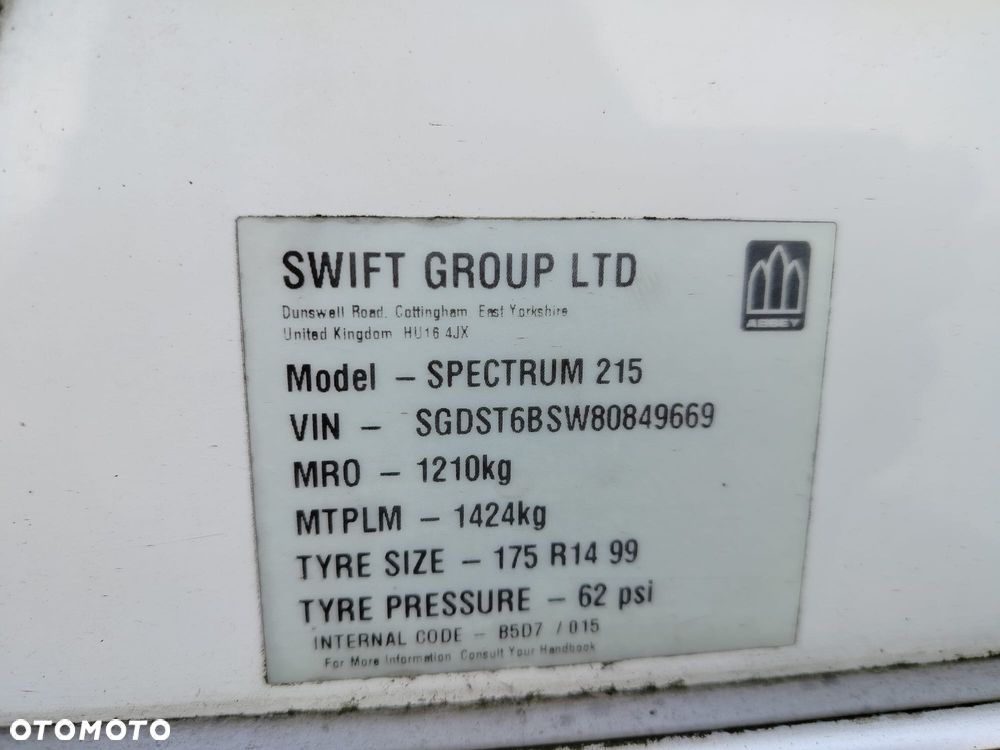 SWIFT GROUP LTD
Dunswell Road, Cottingham East Yorkshire
United Kingdom HU16 4JX
ABBEY
Model - SPECTRUM 215
VIN - SGDST6BSW80849669
MRO - 1210kg
MTPLM - 1424kg
TYRE SIZE - 175 R14 99
TYRE PRESSURE - 62 psi
INTERNAL CODE - B5D7 / 015
For More Information Consult Your Handbook
OTOMOTO